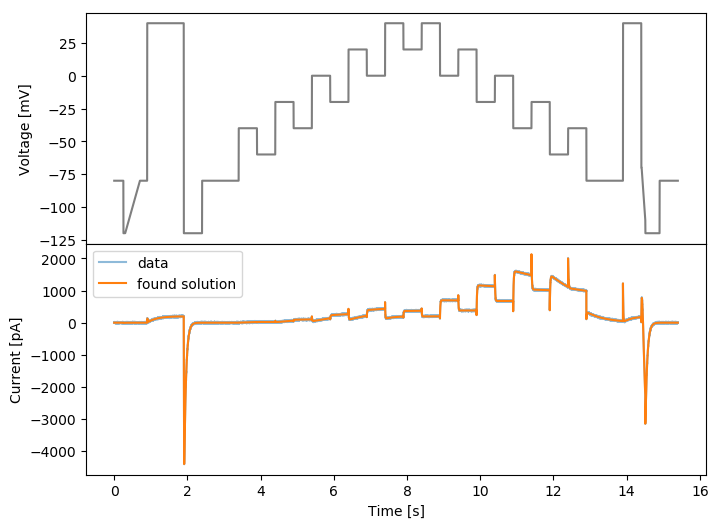 25
0
−25
−50
−75
−100
−125
Voltage [mV]
data
found solution
2000
1000
0
−1000
−2000
−3000
−4000
Current [pA]
0 2 4 6 8 10 12 14 16
Time [s]